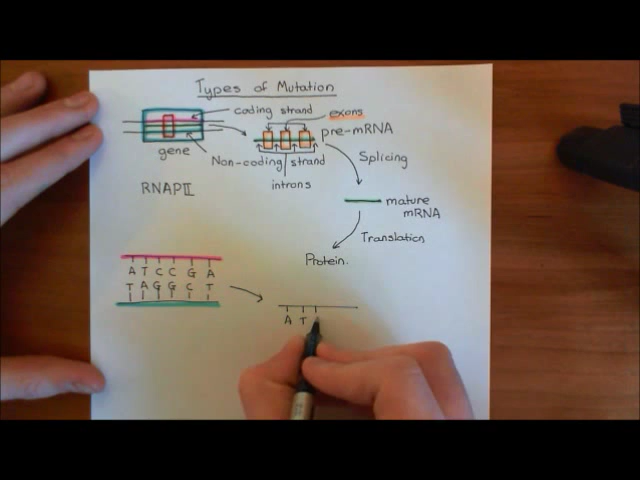 Types of Mutation
coding strand
exons
pre-mRNA
gene
Non-coding strand
Splicing
RNAPII
introns
mature
mRNA
Translation
Protein.
A T C C G A
T A G G C T
A T